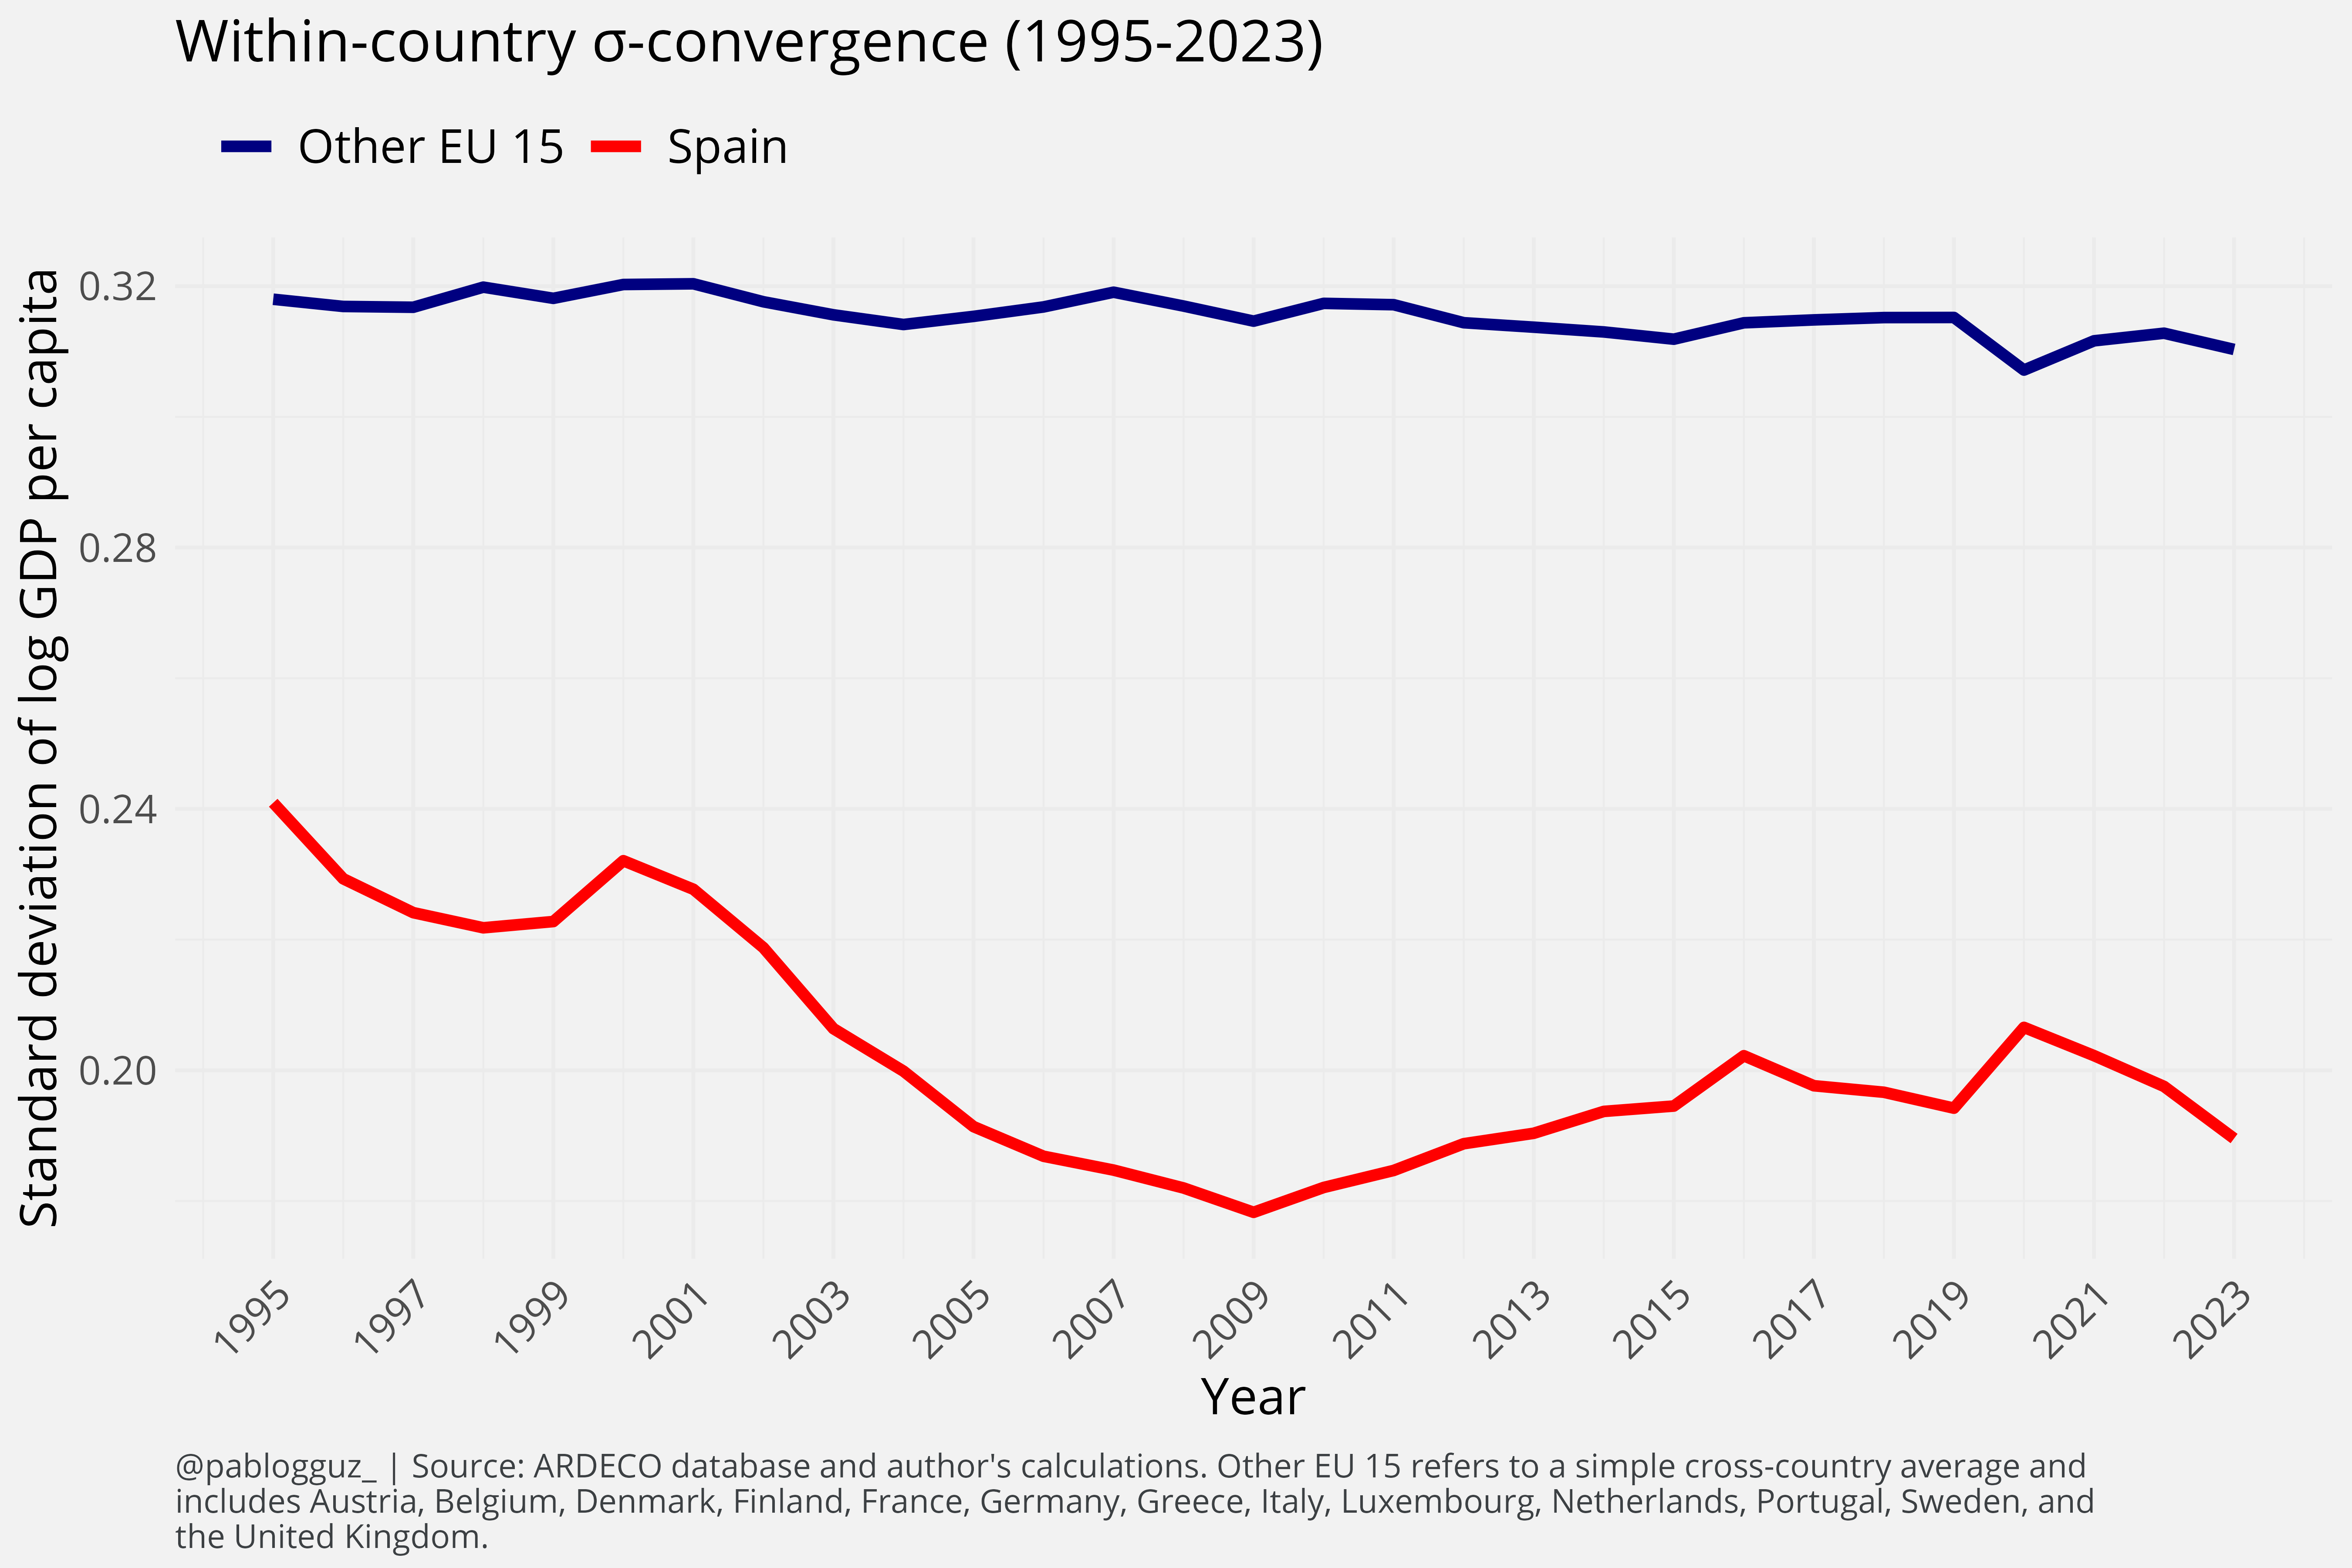 Within-country σ-convergence (1995-2023)
Other EU 15
Spain
Standard deviation of log GDP per capita
0.32
0.28
0.24
0.20
1995
1997
1999
2001
2003
2005
2007
2009
2011
2013
2015
2017
2019
2021
2023
Year
@pablogguz_ | Source: ARDECO database and author's calculations. Other EU 15 refers to a simple cross-country average and
includes Austria, Belgium, Denmark, Finland, France, Germany, Greece, Italy, Luxembourg, Netherlands, Portugal, Sweden, and
the United Kingdom.